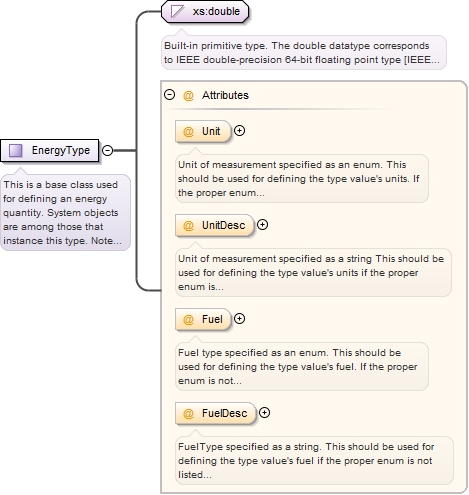 xs:double
Built-in primitive type. The double datatype corresponds
to IEEE double-precision 64-bit floating point type [IEEE...
@ Attributes
@ Unit
Unit of measurement specified as an enum. This
should be used for defining the type value's units. If
the proper enum...
EnergyType
This is a base class used
for defining an energy
quantity. System objects
are among those that
instance this type. Note...
@ UnitDesc
Unit of measurement specified as a string This should be
used for defining the type value's units if the proper
enum is...
@ Fuel
Fuel type specified as an enum. This should be
used for defining the type value's fuel. If the proper
enum is not...
@ FuelDesc
FuelType specified as a string. This should be used for
defining the type value's fuel if the proper enum is not
listed...